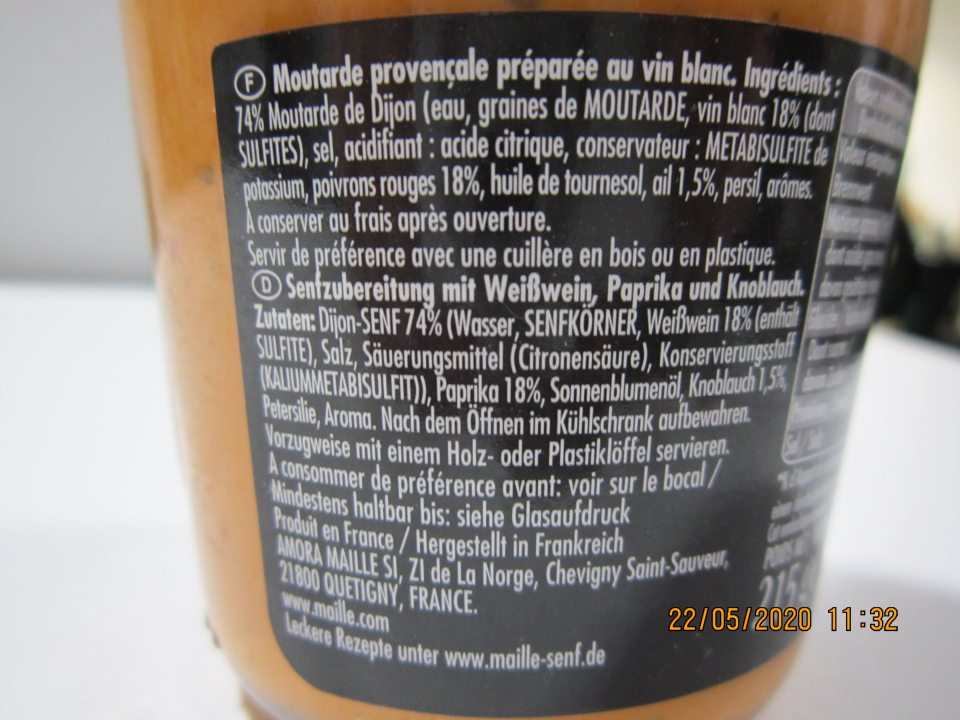 F Moutarde provençale préparée au vin blanc. Ingrédients :
74% Moutarde de Dijon (eau, graines de MOUTARDE, vin blanc 18% (dont
SULFITES), sel, acidifiant : acide citrique, conservateur : METABISULFITE de
potassium, poivrons rouges 18%, huile de tournesol, ail 1,5%, persil, arômes.
A conserver au frais après ouverture.
Servir de préférence avec une cuillère en bois ou en plastique.
D Senfzubereitung mit Weißwein, Paprika und Knoblauch.
Zutaten: Dijon-SENF 74% (Wasser, SENFKÖRNER, Weißwein 18% (enthält
SULFITE), Salz, Säuerungsmittel (Citronensäure), Konservierungsstoff
(KALIUMMETABISULFIT)), Paprika 18%, Sonnenblumenöl, Knoblauch 1,5%,
Petersilie, Aroma. Nach dem Öffnen im Kühlschrank aufbewahren.
Vorzugweise mit einem Holz- oder Plastiklöffel servieren.
A consommer de préférence avant: voir sur le bocal /
Mindestens haltbar bis: siehe Glasaufdruck
Produit en France / Hergestellt in Frankreich
AMORA MAILLE SI, ZI de La Norge, Chevigny Saint-Sauveur,
21800 QUETIGNY, FRANCE.
www.maille.com
Leckere Rezepte unter www.maille-senf.de
Valeur
Brennwert
Sel /
POIDS NET
215
22/05/2020 11:32